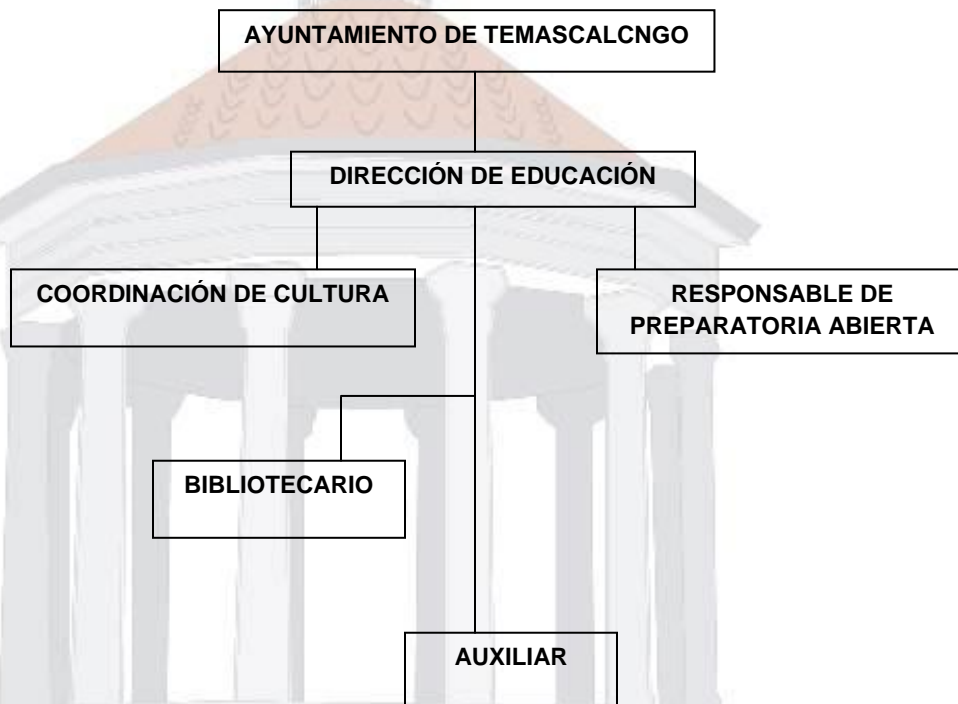 AYUNTAMIENTO DE TEMASCALCNGO
DIRECCIÓN DE EDUCACIÓN
COORDINACIÓN DE CULTURA
RESPONSABLE DE
PREPARATORIA ABIERTA
BIBLIOTECARIO
AUXILIAR